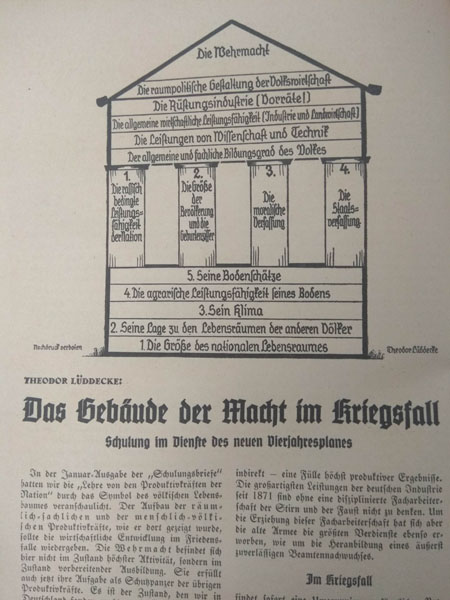 Die Wehrmacht
Die raumpolitische Gestaltung der Volkswirtschaft
Die Rüstungsindustrie (Vorräte!)
Die allgemeine wirtschaftliche Leistungsfähigkeit (Industrie und Landwirtschaft)
Die Leistungen von Wissenschaft und Technik
Der allgemeine und fachliche Bildungsgrad des Volkes
1.
Die rassisch
bedingte
Leistungs-
fähigkeit
der Nation
2.
Die Größe
der
Bevölkerung
und die
Geburtenziffer
3.
Die
moralische
Verfassung
4.
Die
Staats-
verfassung
5. Seine Bodenschätze
4. Die agrarische Leistungsfähigkeit seines Bodens
3. Sein Klima
2. Seine Lage zu den Lebensräumen der anderen Völker
1. Die Größe des nationalen Lebensraumes
Nachdruck verboten
Theodor Lüddecke
THEODOR LÜDDECKE:
Das Gebäude der Macht im Kriegsfall
Schulung im Dienste des neuen Vierjahresplanes
In der Januar-Ausgabe der „Schulungsbriefe“
hatten wir die „Lehre von den Produktivkräften der
Nation“ durch das Symbol des völkischen Lebens-
baumes veranschaulicht. Der Aufbau der räum-
lich-sachlichen und der menschlich-völki-
schen Produktivkräfte, wie er dort gezeigt wurde,
sollte die wirtschaftliche Entwicklung im Friedens-
falle wiedergeben. Die Wehrmacht befindet sich
hier nicht im Zustand höchster Aktivität, sondern im
Zustand vorbereitender Ausbildung. Sie erfüllt
auch jetzt ihre Aufgabe als Schutzpanzer der übrigen
Produktivkräfte. Es ist der Zustand, den wir in
indirekt – eine Fülle höchst produktiver Ergebnisse.
Die großartigsten Leistungen der deutschen Industrie
seit 1871 sind ohne eine disziplinierte Facharbeiter-
schaft der Stirn und der Faust nicht zu denken. Um
die Erziehung dieser Facharbeiterschaft hat sich aber
die alte Armee die größten Verdienste ebenso er-
worben, wie um die Heranbildung eines äußerst
zuverlässigen Beamtennachwuchses.
Im Kriegsfall